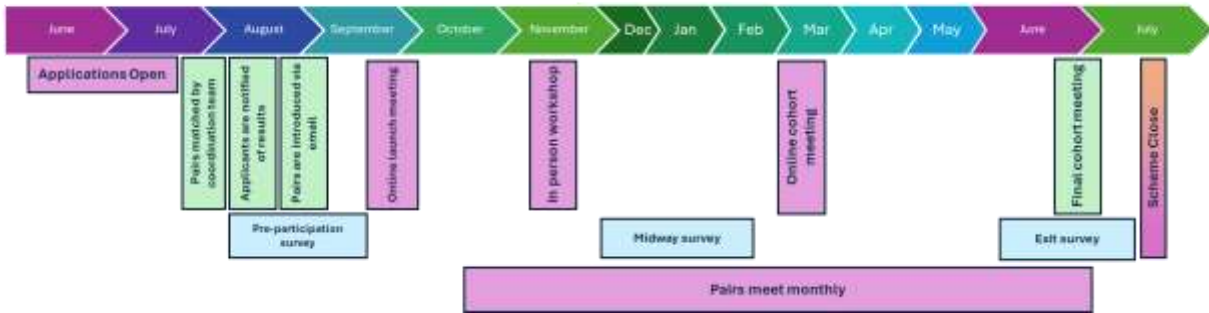 June
July
August
September
October
November
Dec
Jan
Feb
Mar
Apr
May
June
July
Applications Open
Pairs matched by
coordination team
Applicants are notified
of results
Pairs are introduced via
email
Online launch meeting
In person workshop
Online cohort
meeting
Final cohort meeting
Scheme Close
Pre-participation
survey
Midway survey
Exit survey
Pairs meet monthly